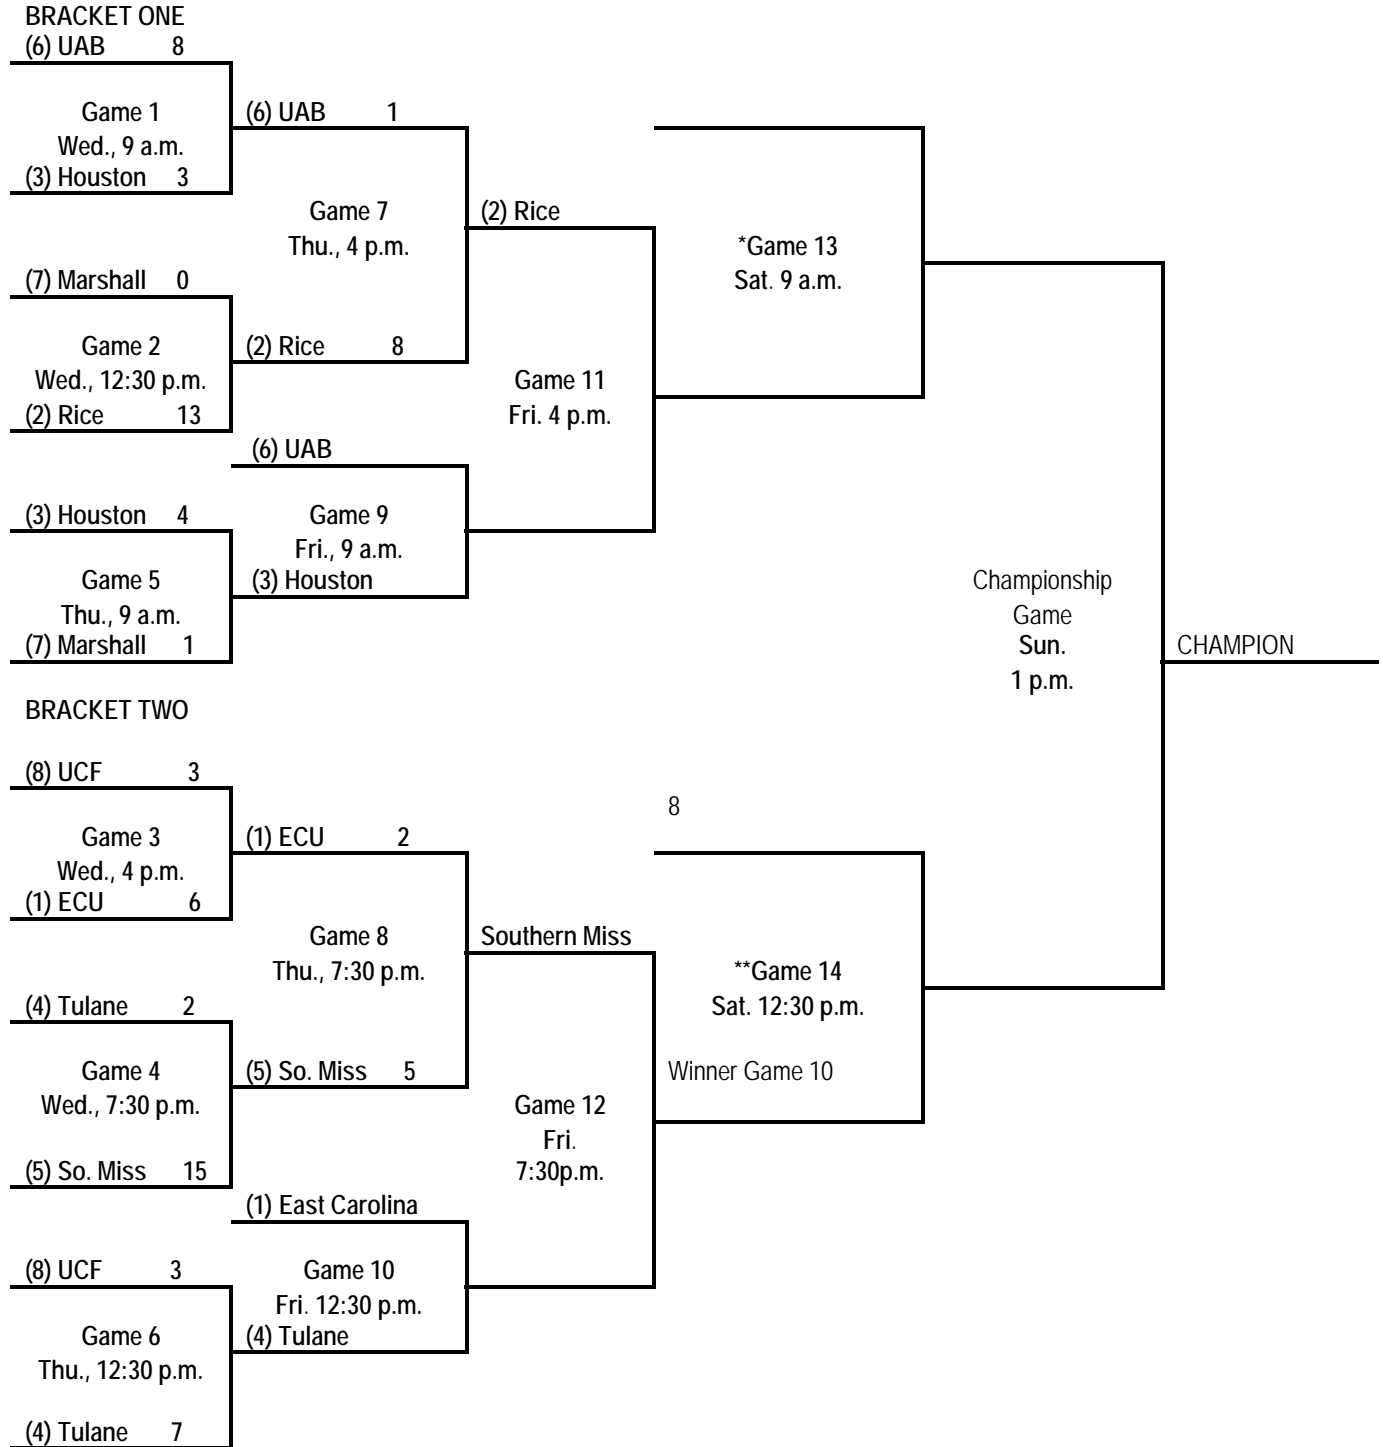 BRACKET ONE
(6) UAB 8
Game 1
Wed., 9 a.m.
(3) Houston 3
(6) UAB 1
Game 7
Thu., 4 p.m.
(2) Rice
*Game 13
Sat. 9 a.m.
(7) Marshall 0
Game 2
Wed., 12:30 p.m.
(2) Rice 13
(2) Rice 8
Game 11
Fri. 4 p.m.
(6) UAB
Game 9
Fri., 9 a.m.
(3) Houston
(3) Houston 4
Game 5
Thu., 9 a.m.
(7) Marshall 1
Championship
Game
Sun.
1 p.m.
CHAMPION
BRACKET TWO
(8) UCF 3
Game 3
Wed., 4 p.m.
(1) ECU 6
(1) ECU 2
Game 8
Thu., 7:30 p.m.
Southern Miss
8
**Game 14
Sat. 12:30 p.m.
Winner Game 10
(4) Tulane 2
Game 4
Wed., 7:30 p.m.
(5) So. Miss 15
(5) So. Miss 5
Game 12
Fri.
7:30p.m.
(1) East Carolina
Game 10
Fri. 12:30 p.m.
(4) Tulane
(8) UCF 3
Game 6
Thu., 12:30 p.m.
(4) Tulane 7